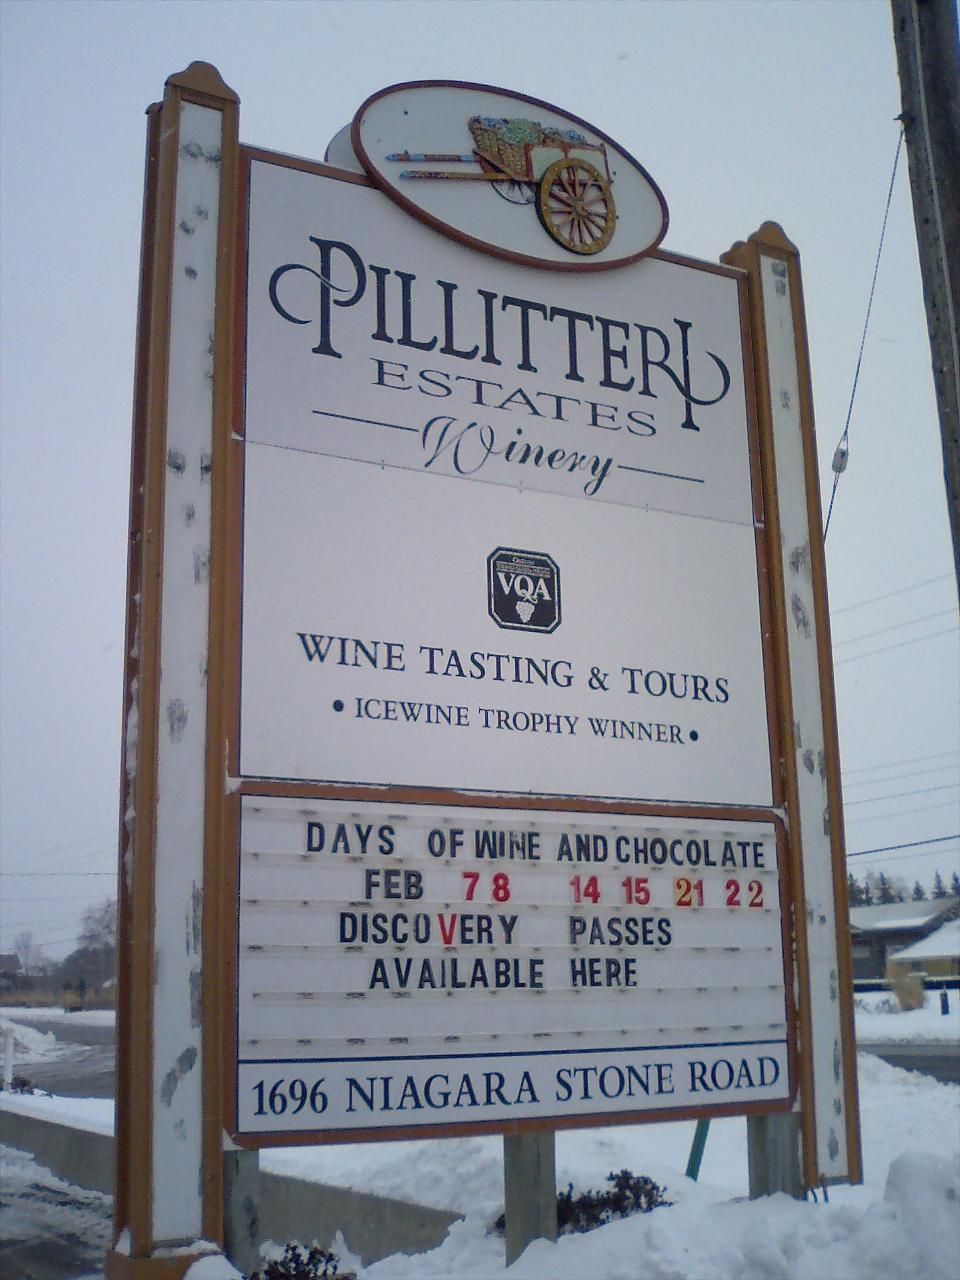 PILLITTERI
ESTATES
Winery
VQA
WINE TASTING & TOURS
• ICEWINE TROPHY WINNER •
DAYS OF WINE AND CHOCOLATE
FEB 7 8 14 15 21 22
DISCOVERY PASSES
AVAILABLE HERE
1696 NIAGARA STONE ROAD